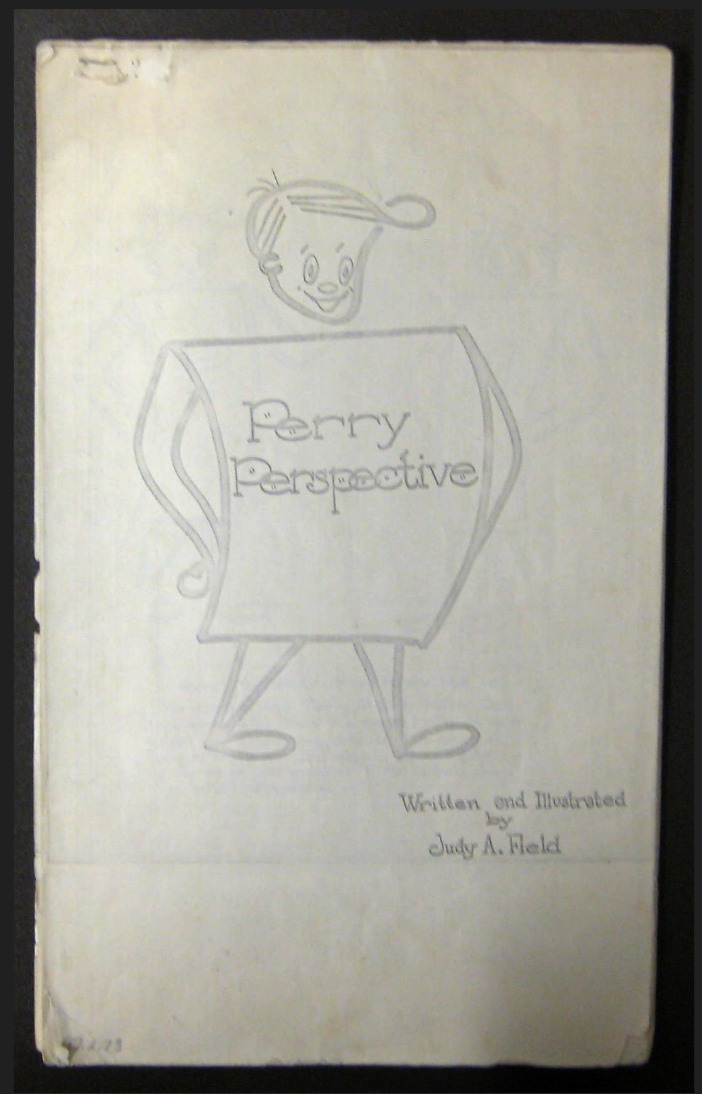 Perry
Perspective
Written and Illustrated
by
Judy A. Field